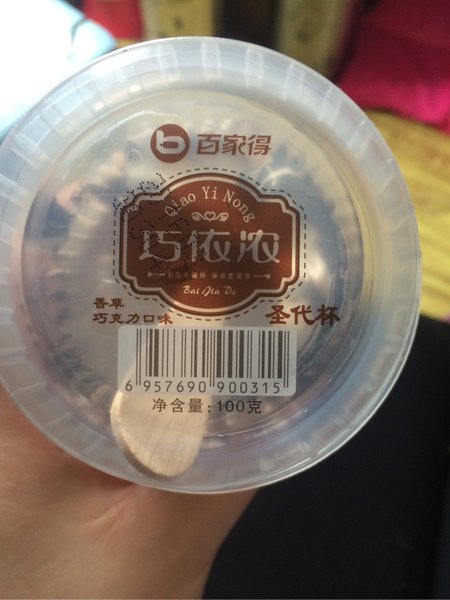 百家得
Qiao Yi Nong
巧依浓
Bai Jia De
香草
巧克力口味
圣代杯
6 957690 900315
净含量:100克